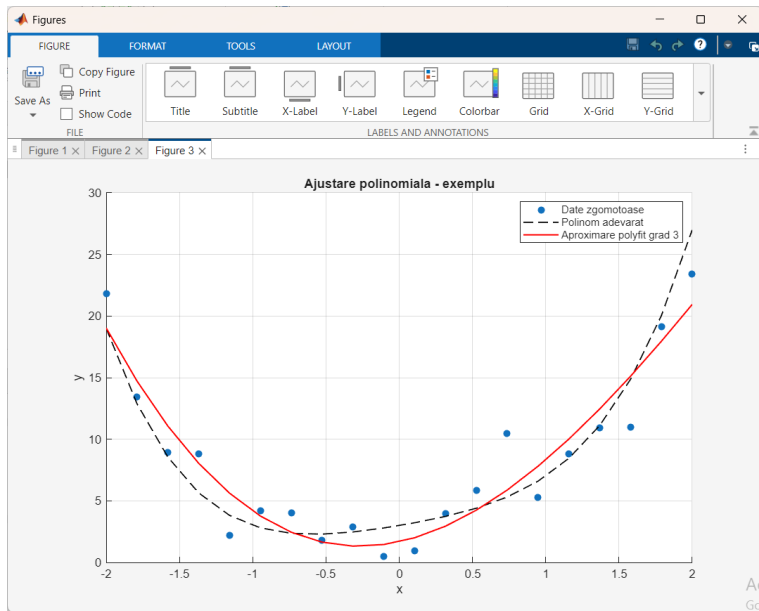 Figures
FIGURE FORMAT TOOLS LAYOUT
Save As
Copy Figure
Print
Show Code
FILE
Title Subtitle X-Label Y-Label Legend Colorbar Grid X-Grid Y-Grid
LABELS AND ANNOTATIONS
Figure 1 Figure 2 Figure 3
Ajustare polinomiala - exemplu
Date zgomotoase
Polinom adevarat
Aproximare polyfit grad 3
30
25
20
15
10
5
0
y
-2 -1.5 -1 -0.5 0 0.5 1 1.5 2
x